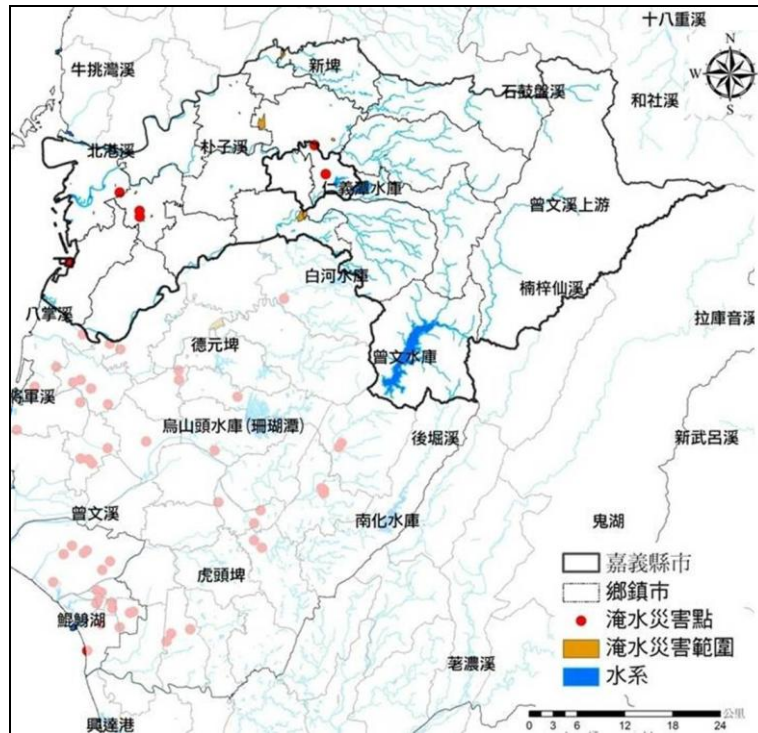 十八重溪
牛挑灣溪
新埤
N
W
E
S
石鼓盤溪
和社溪
北港溪
朴子溪
仁義潭水庫
曾文溪上游
白河水庫
楠梓仙溪
八掌溪
拉庫音溪
德元埤
曾文水庫
將軍溪
烏山頭水庫(珊瑚潭)
後堀溪
新武呂溪
曾文溪
南化水庫
鬼湖
虎頭埤
嘉義縣市
鄉鎮市
淹水災害點
鯤鯓湖
淹水災害範圍
荖濃溪
水系
興達港
公里
0 3 6 12 18 24